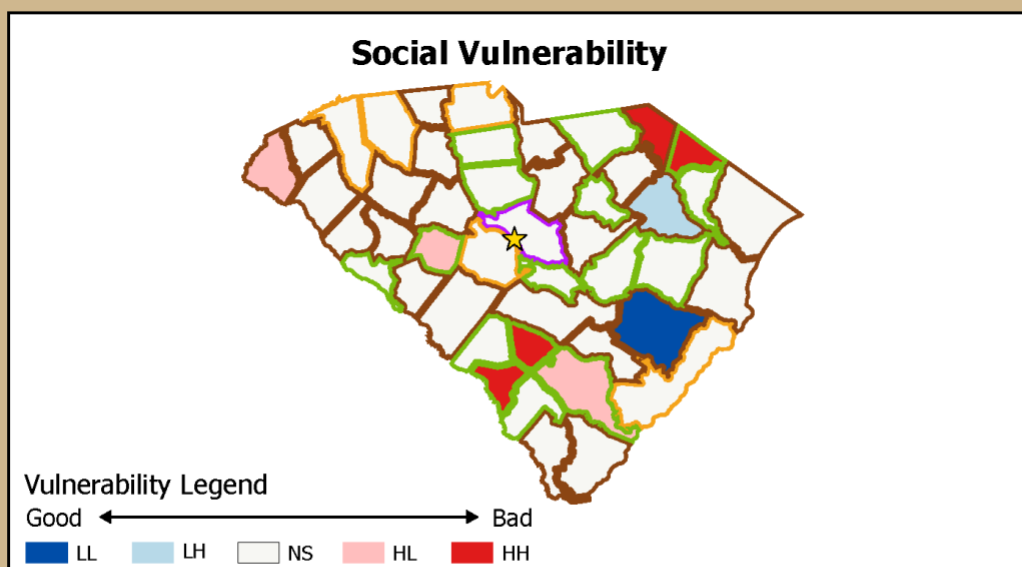 Social Vulnerability
Vulnerability Legend
Good Bad
LL LH NS HL HH